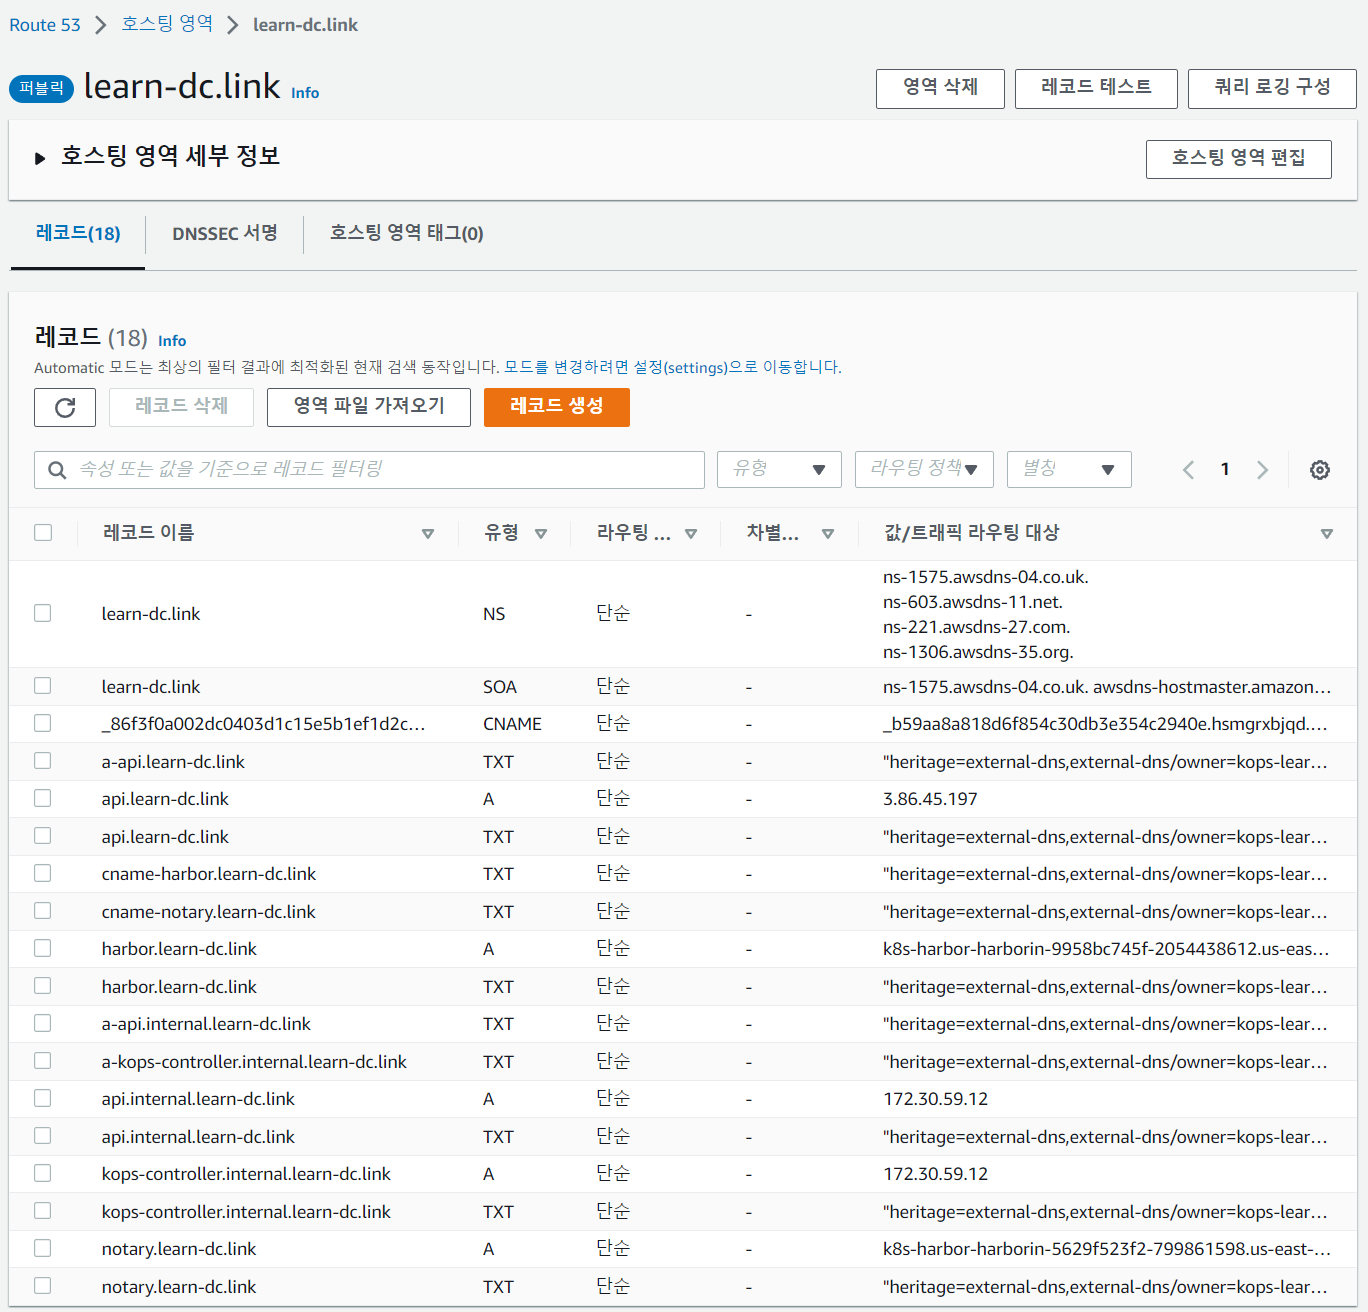 Route 53 > 호스팅 영역 > learn-dc.link
퍼블릭 learn-dc.link Info
영역 삭제 레코드 테스트 쿼리 로깅 구성
▶ 호스팅 영역 세부 정보 호스팅 영역 편집
레코드(18) DNSSEC 서명 호스팅 영역 태그(0)
레코드 (18) Info
Automatic 모드는 최상의 필터 결과에 최적화된 현재 검색 동작입니다. 모드를 변경하려면 설정(settings)으로 이동합니다.
레코드 삭제 영역 파일 가져오기 레코드 생성
속성 또는 값을 기준으로 레코드 필터링 유형 라우팅 정책 별칭 1
레코드 이름 유형 라우팅 ... 차별... 값/트래픽 라우팅 대상
ns-1575.awsdns-04.co.uk.
ns-603.awsdns-11.net.
learn-dc.link NS 단순 -
ns-221.awsdns-27.com.
ns-1306.awsdns-35.org.
learn-dc.link SOA 단순 - ns-1575.awsdns-04.co.uk. awsdns-hostmaster.amazon...
_86f3f0a002dc0403d1c15e5b1ef1d2c... CNAME 단순 - _b59aa8a818d6f854c30db3e354c2940e.hsmgrxbjqd....
a-api.learn-dc.link TXT 단순 - "heritage=external-dns,external-dns/owner=kops-lear...
api.learn-dc.link A 단순 - 3.86.45.197
api.learn-dc.link TXT 단순 - "heritage=external-dns,external-dns/owner=kops-lear...
cname-harbor.learn-dc.link TXT 단순 - "heritage=external-dns,external-dns/owner=kops-lear...
cname-notary.learn-dc.link TXT 단순 - "heritage=external-dns,external-dns/owner=kops-lear...
harbor.learn-dc.link A 단순 - k8s-harbor-harborin-9958bc745f-2054438612.us-eas...
harbor.learn-dc.link TXT 단순 - "heritage=external-dns,external-dns/owner=kops-lear...
a-api.internal.learn-dc.link TXT 단순 - "heritage=external-dns,external-dns/owner=kops-lear...
a-kops-controller.internal.learn-dc.link TXT 단순 - "heritage=external-dns,external-dns/owner=kops-lear...
api.internal.learn-dc.link A 단순 - 172.30.59.12
api.internal.learn-dc.link TXT 단순 - "heritage=external-dns,external-dns/owner=kops-lear...
kops-controller.internal.learn-dc.link A 단순 - 172.30.59.12
kops-controller.internal.learn-dc.link TXT 단순 - "heritage=external-dns,external-dns/owner=kops-lear...
notary.learn-dc.link A 단순 - k8s-harbor-harborin-5629f523f2-799861598.us-east-...
notary.learn-dc.link TXT 단순 - "heritage=external-dns,external-dns/owner=kops-lear...